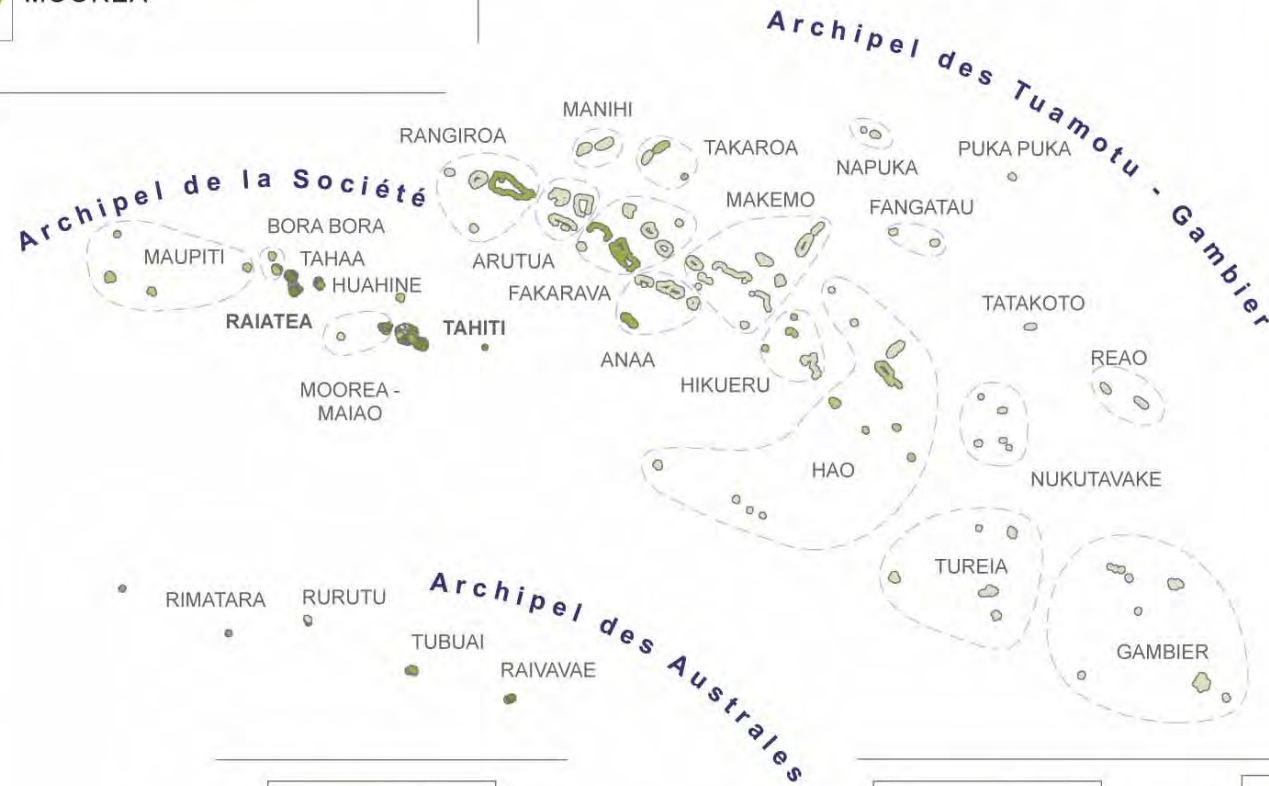 MOOREA
Archipel des Tuamotu - Gambier
MANIHI
RANGIROA
TAKAROA
NAPUKA
PUKA PUKA
Archipel de la Société
MAKEMO
FANGATAU
BORA BORA
MAUPITI
TAHAA
ARUTUA
HUAHINE
FAKARAVA
TATAKOTO
RAIATEA
TAHITI
ANAA
REAO
HIKUERU
MOOREA -
MAIAO
HAO
NUKUTAVAKE
TUREIA
Archipel des Australes
RIMATARA
RURUTU
TUBUAI
RAIVAVAE
GAMBIER